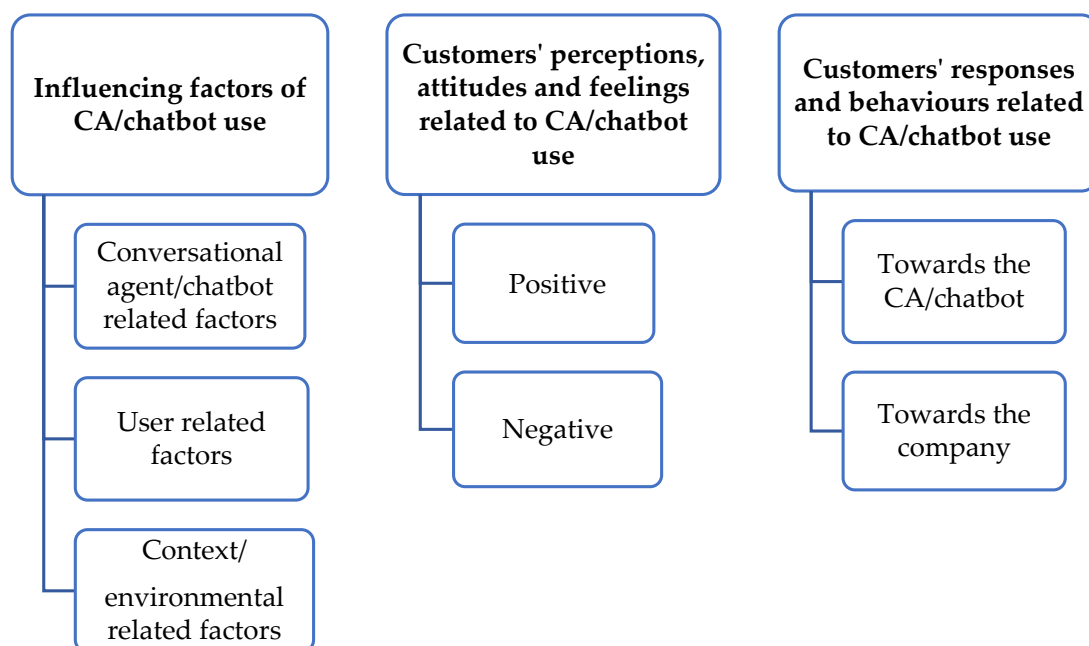 Influencing factors of
CA/chatbot use
Conversational
agent/chatbot
related factors
User related
factors
Context/
environmental
related factors
Customers' perceptions,
attitudes and feelings
related to CA/chatbot
use
Positive
Negative
Customers' responses
and behaviours related
to CA/chatbot use
Towards the
CA/chatbot
Towards the
company